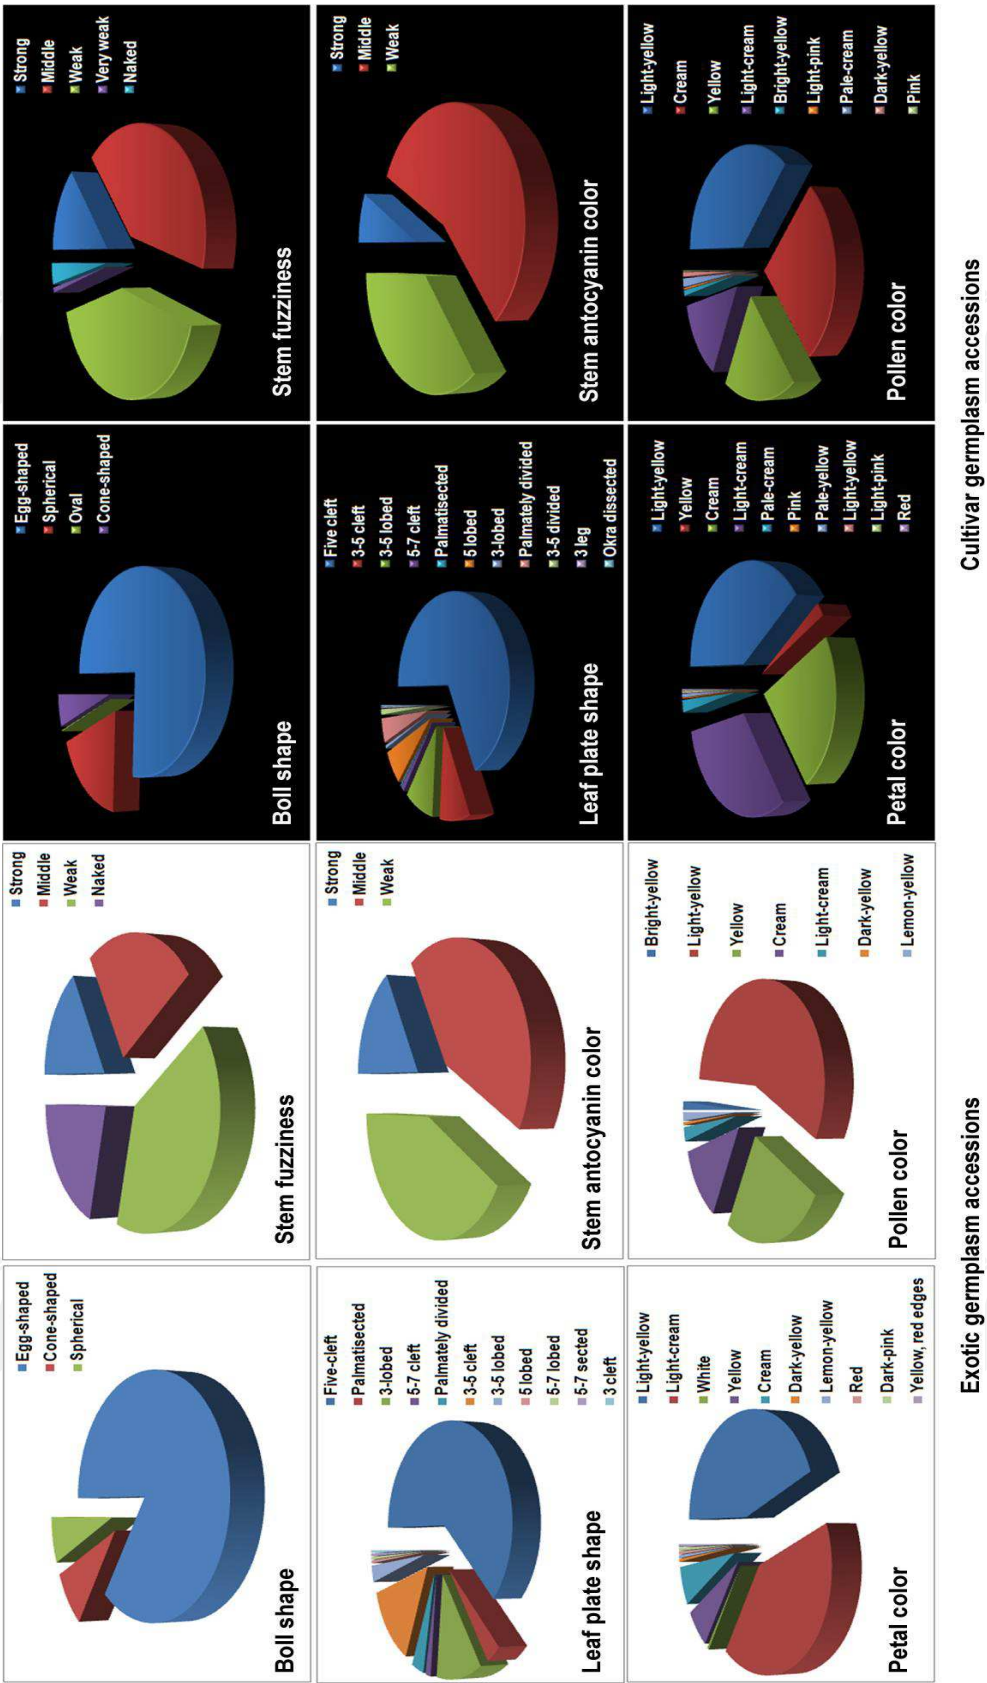 Egg-shaped
Cone-shaped
Spherical
Boll shape
Strong
Middle
Weak
Naked
Stem fuzziness
Egg-shaped
Spherical
Oval
Cone-shaped
Boll shape
Strong
Middle
Weak
Very weak
Naked
Stem fuzziness
Five-cleft
Palmatisected
3-lobed
5-7 cleft
Palmately divided
3-5 cleft
3-5 lobed
5 lobed
5-7 lobed
5-7 sected
3 cleft
Leaf plate shape
Strong
Middle
Weak
Stem antocyanin color
Five cleft
3-5 cleft
3-5 lobed
5-7 cleft
Palmatisected
5 lobed
3-lobed
Palmately divided
3-5 divided
3 leg
Okra dissected
Leaf plate shape
Strong
Middle
Weak
Stem antocyanin color
Light-yellow
Light-cream
White
Yellow
Cream
Dark-yellow
Lemon-yellow
Red
Dark-pink
Yellow, red edges
Petal color
Bright-yellow
Light-yellow
Yellow
Cream
Light-cream
Dark-yellow
Lemon-yellow
Pollen color
Light-yellow
Yellow
Cream
Light-cream
Pale-cream
Pink
Pale-yellow
Light-yellow
Light-pink
Red
Petal color
Light-yellow
Cream
Yellow
Light-cream
Bright-yellow
Light-pink
Pale-cream
Dark-yellow
Pink
Pollen color
Exotic germplasm accessions
Cultivar germplasm accessions